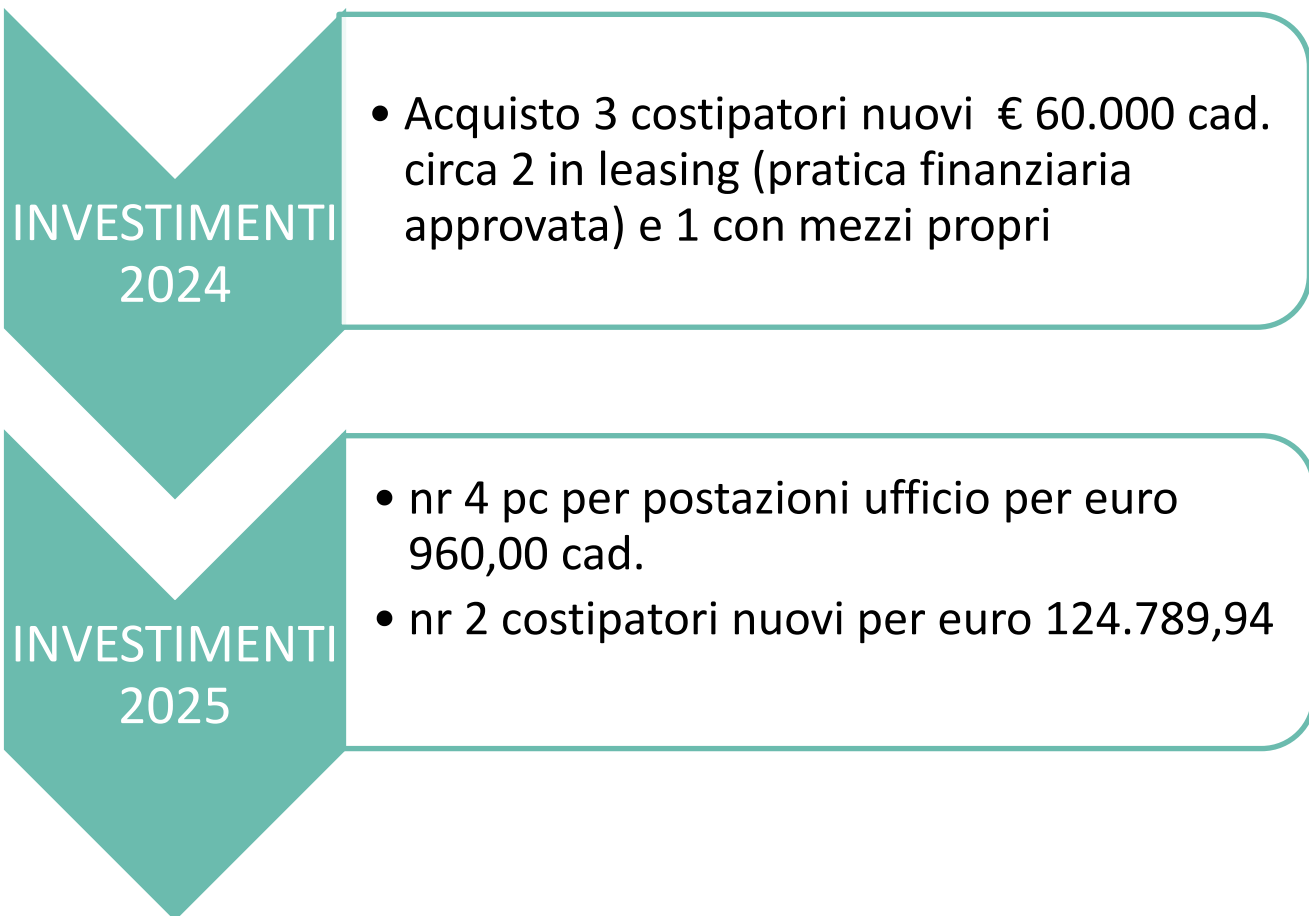 INVESTIMENTI
2024
• Acquisto 3 costipatori nuovi € 60.000 cad.
circa 2 in leasing (pratica finanziaria
approvata) e 1 con mezzi propri
INVESTIMENTI
2025
• nr 4 pc per postazioni ufficio per euro
960,00 cad.
• nr 2 costipatori nuovi per euro 124.789,94